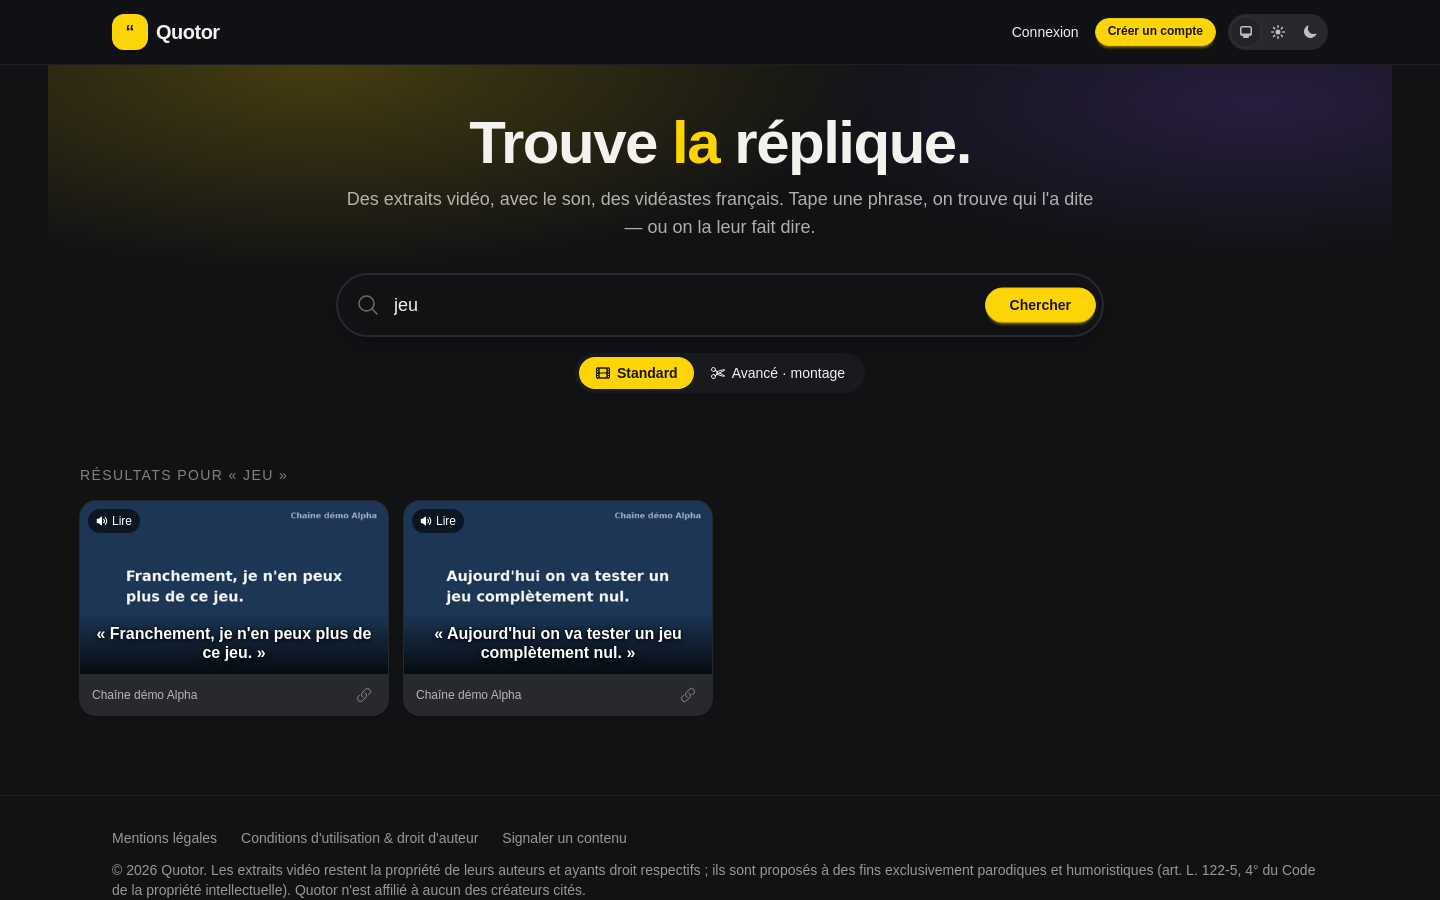 “ Quotor
Connexion
Créer un compte
Trouve la réplique.
Des extraits vidéo, avec le son, des vidéastes français. Tape une phrase, on trouve qui l'a dite
— ou on la leur fait dire.
jeu
Chercher
Standard
Avancé · montage
RÉSULTATS POUR « JEU »
Lire
Chaîne démo Alpha
Franchement, je n'en peux
plus de ce jeu.
« Franchement, je n'en peux plus de
ce jeu. »
Chaîne démo Alpha
Lire
Chaîne démo Alpha
Aujourd'hui on va tester un
jeu complètement nul.
« Aujourd'hui on va tester un jeu
complètement nul. »
Chaîne démo Alpha
Mentions légales
Conditions d'utilisation & droit d'auteur
Signaler un contenu
© 2026 Quotor. Les extraits vidéo restent la propriété de leurs auteurs et ayants droit respectifs ; ils sont proposés à des fins exclusivement parodiques et humoristiques (art. L. 122-5, 4° du Code
de la propriété intellectuelle). Quotor n'est affilié à aucun des créateurs cités.